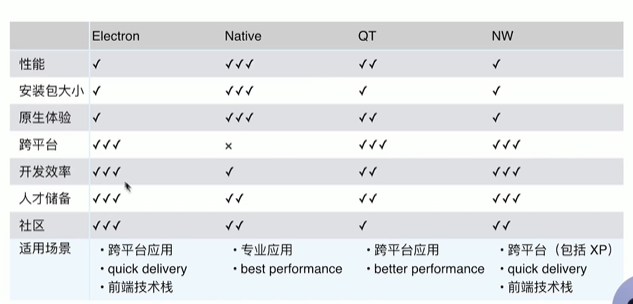 Electron Native QT NW
性能 ✓ ✓✓✓ ✓✓ ✓
安装包大小 ✓ ✓✓✓ ✓ ✓
原生体验 ✓ ✓✓✓ ✓✓ ✓
跨平台 ✓✓✓ × ✓✓✓ ✓✓✓
开发效率 ✓✓✓ ✓ ✓✓ ✓✓✓
人才储备 ✓✓✓ ✓✓ ✓✓ ✓✓✓
社区 ✓✓✓ ✓✓ ✓ ✓✓
适用场景 ・跨平台应用 ・专业应用 ・跨平台应用 ・跨平台（包括 XP）
・quick delivery ・best performance ・better performance ・quick delivery
・前端技术栈 ・前端技术栈